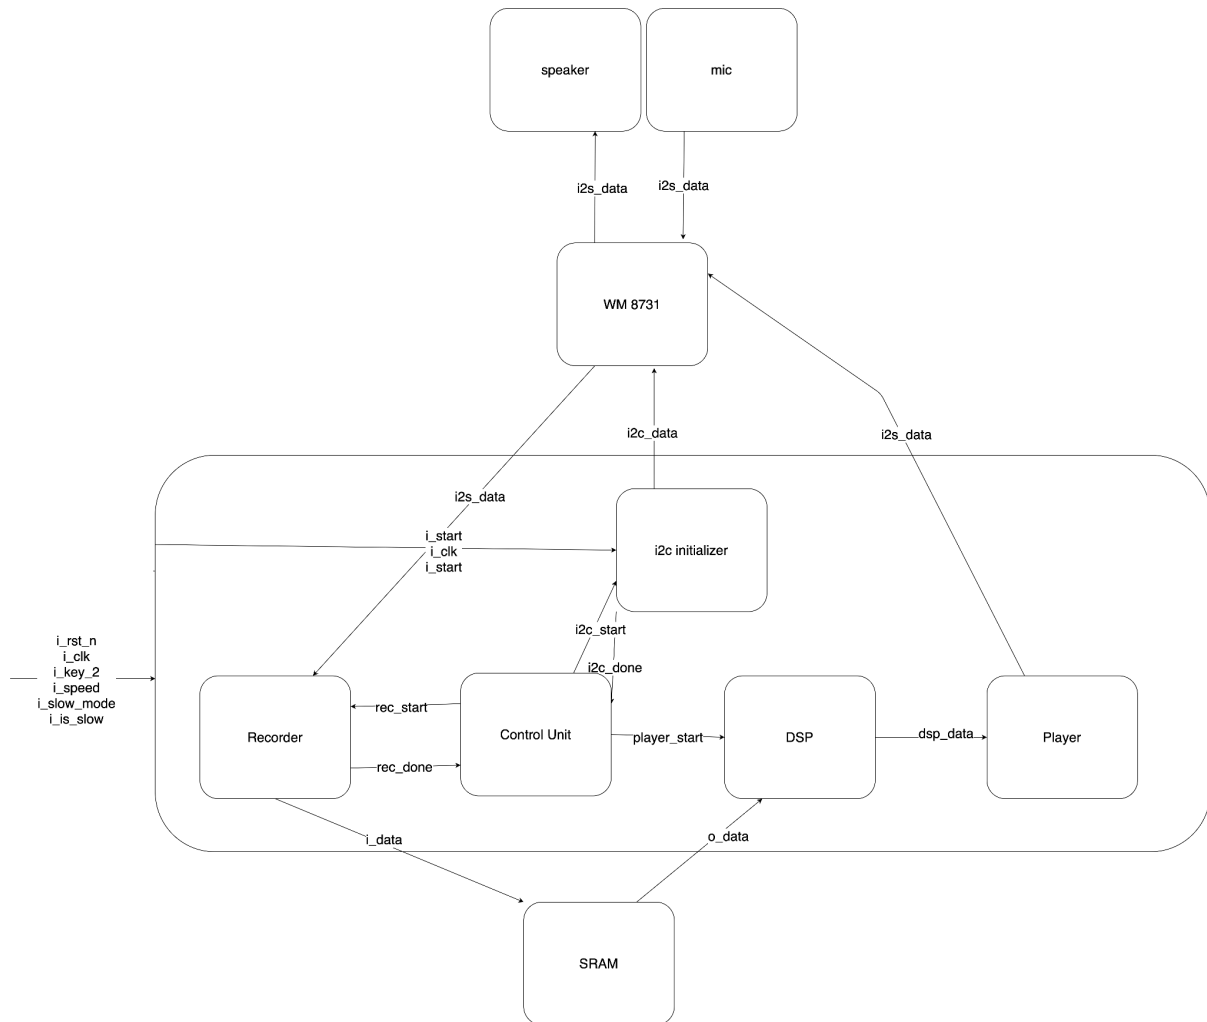 speaker
mic
i2s_data
i2s_data
WM 8731
i2c_data
i2s_data
i2s_data
i_start
i_clk
i_start
i2c initializer
i2c_start
i2c_done
i_rst_n
i_clk
i_key_2
i_speed
i_slow_mode
i_is_slow
Recorder
rec_start
rec_done
Control Unit
player_start
DSP
dsp_data
Player
i_data
o_data
SRAM